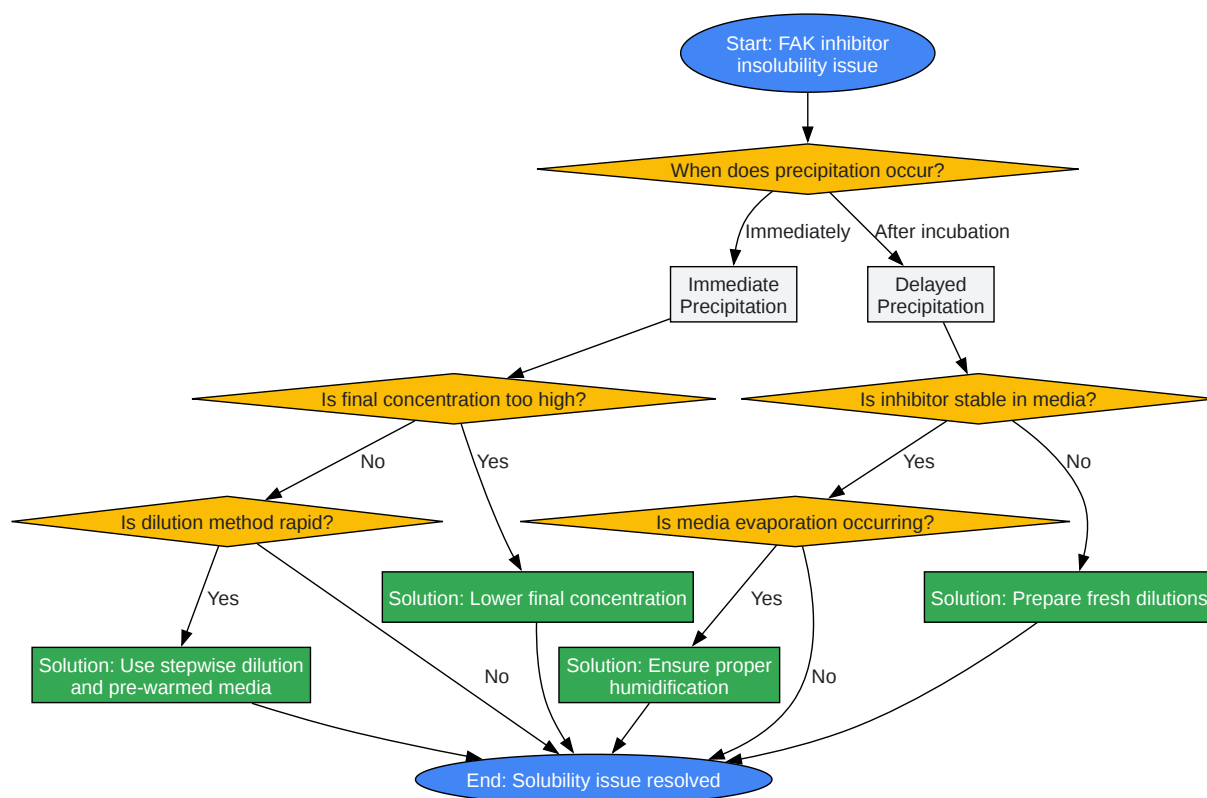 Start: FAK inhibitor
insolubility issue
When does precipitation occur?
Immediately
After incubation
Immediate
Precipitation
Delayed
Precipitation
Is final concentration too high?
Is inhibitor stable in media?
No
Yes
Yes
No
Is dilution method rapid?
Is media evaporation occurring?
Yes
Solution: Lower final concentration
Yes
Solution: Prepare fresh dilutions
Solution: Use stepwise dilution
and pre-warmed media
No
Solution: Ensure proper
humidification
No
End: Solubility issue resolved